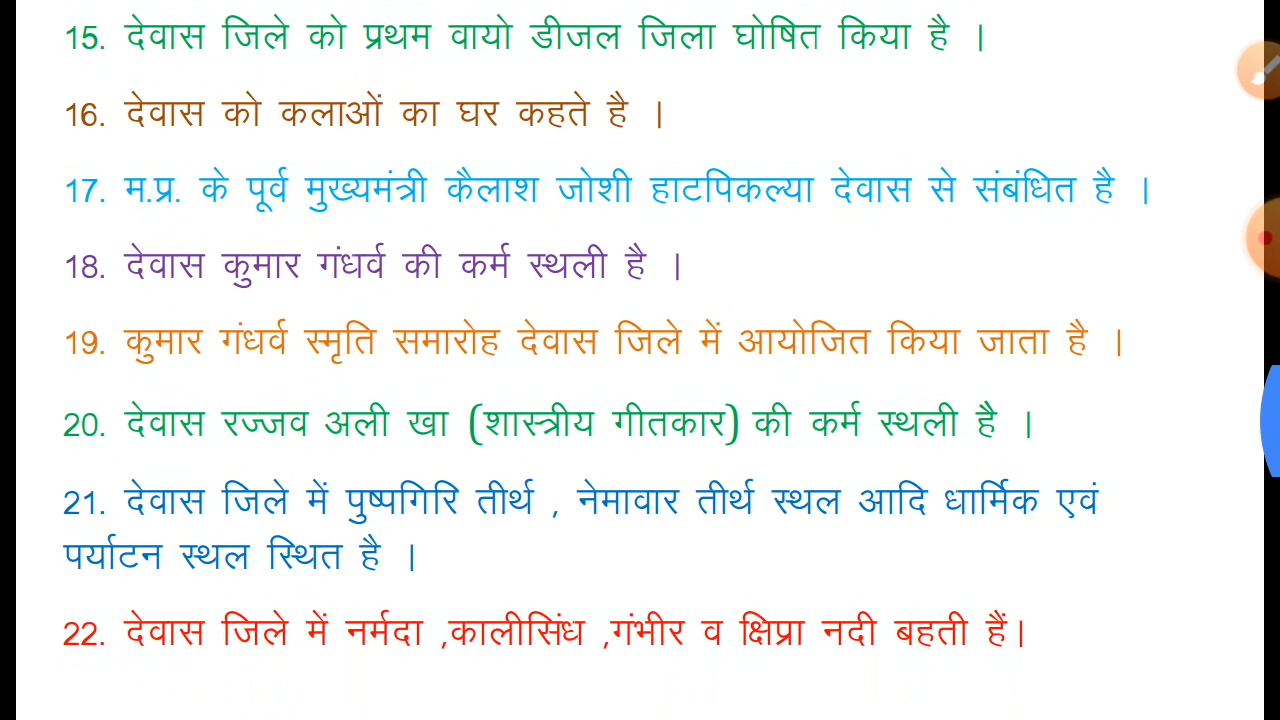 15. देवास जिले को प्रथम वायो डीजल जिला घोषित किया है ।
16. देवास को कलाओं का घर कहते है ।
17. म.प्र. के पूर्व मुख्यमंत्री कैलाश जोशी हाटपिकल्या देवास से संबंधित है ।
18. देवास कुमार गंधर्व की कर्म स्थली है ।
19. कुमार गंधर्व स्मृति समारोह देवास जिले में आयोजित किया जाता है ।
20. देवास रज्जव अली खा (शास्त्रीय गीतकार) की कर्म स्थली है ।
21. देवास जिले में पुष्पगिरि तीर्थ , नेमावार तीर्थ स्थल आदि धार्मिक एवं
पर्याटन स्थल स्थित है ।
22. देवास जिले में नर्मदा ,कालीसिंध ,गंभीर व क्षिप्रा नदी बहती हैं।